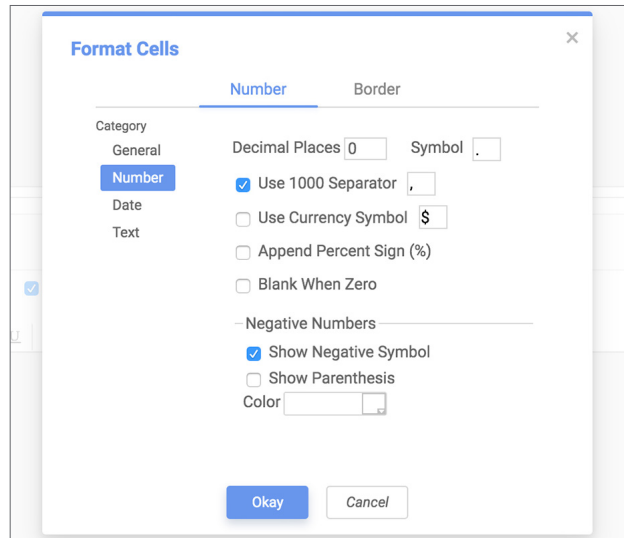 Format Cells
×
Number Border
Category
General
Number
Date
Text
Decimal Places 0 Symbol .
Use 1000 Separator ,
Use Currency Symbol $
Append Percent Sign (%)
Blank When Zero
Negative Numbers
Show Negative Symbol
Show Parenthesis
Color
U
Okay Cancel